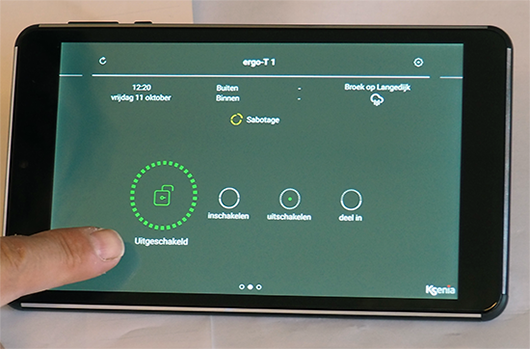 ergo-T 1
12:20
vrijdag 11 oktober
Buiten -
Binnen -
Broek op Langedijk
Sabotage
inschakelen
uitschakelen
deel in
Uitgeschakeld
Ksenia